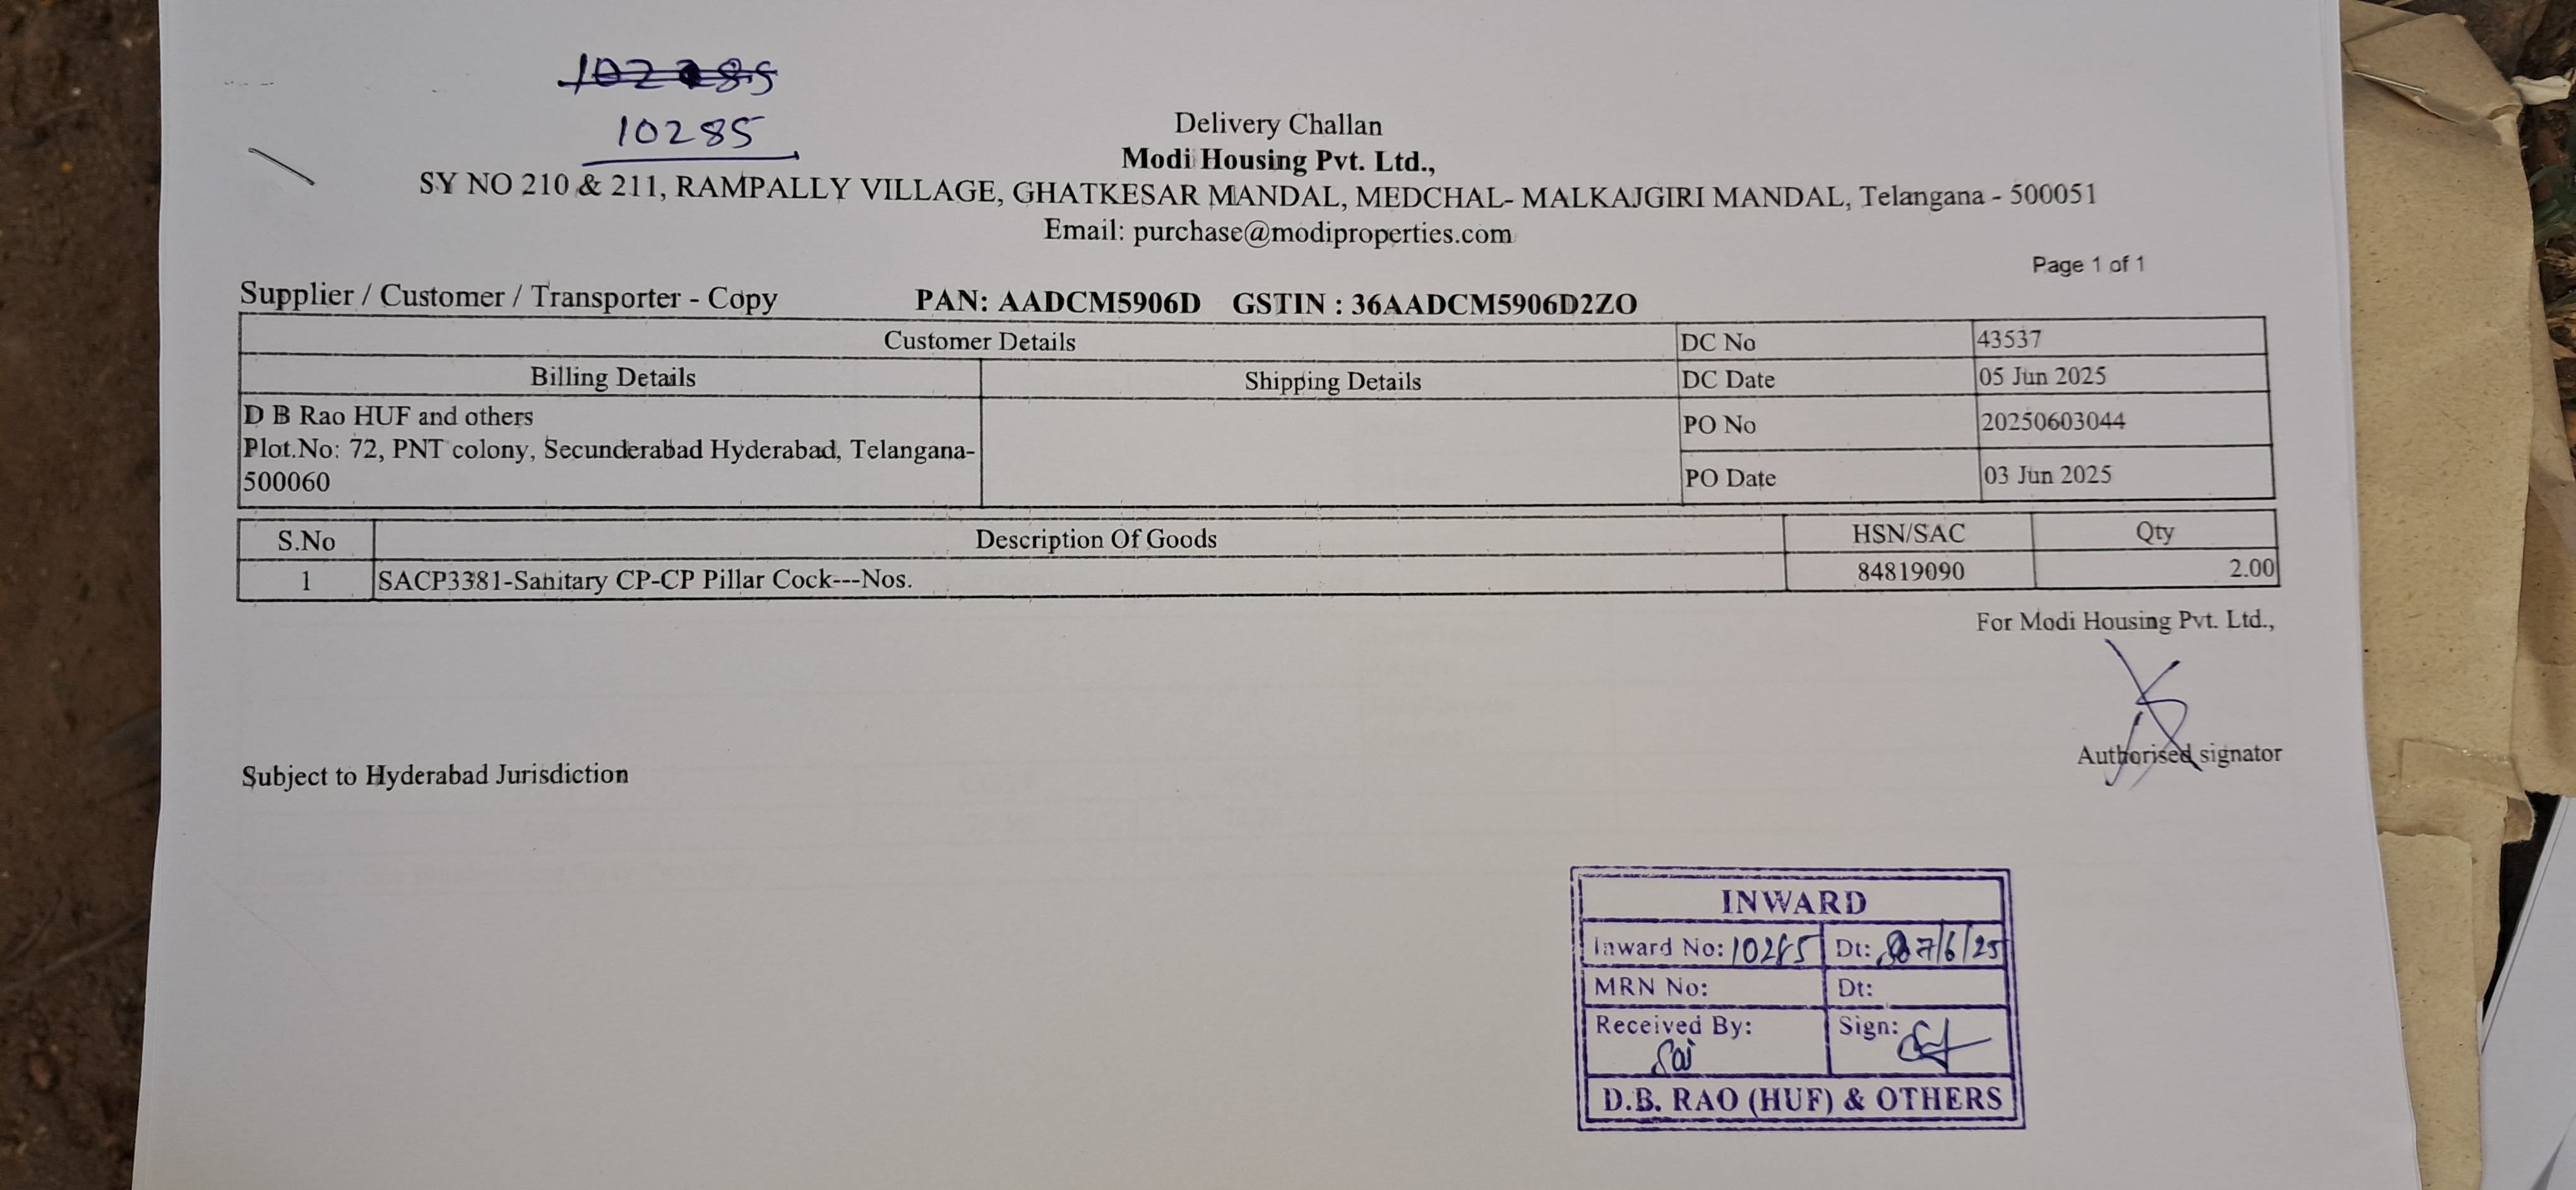 10285
Delivery Challan
Modi Housing Pvt. Ltd.,
SY NO 210 & 211, RAMPALLY VILLAGE, GHATKESAR MANDAL, MEDCHAL- MALKAJGIRI MANDAL, Telangana - 500051
Email: purchase@modiproperties.com
Page 1 of 1
Supplier / Customer / Transporter - Copy PAN: AADCM5906D GSTIN : 36AADCM5906D2ZO
Customer Details
DC No 43537
Billing Details Shipping Details
DC Date 05 Jun 2025
D B Rao HUF and others
Plot.No: 72, PNT colony, Secunderabad Hyderabad, Telangana-
500060
PO No 20250603044
PO Date 03 Jun 2025
S.No Description Of Goods HSN/SAC Qty
1 SACP3381-Sanitary CP-CP Pillar Cock---Nos. 84819090 2.00
For Modi Housing Pvt. Ltd.,
Authorised signator
Subject to Hyderabad Jurisdiction
INWARD
Inward No: 10285 Dt: 7/6/25
MRN No: Dt:
Received By: Sai Sign:
D.B. RAO (HUF) & OTHERS